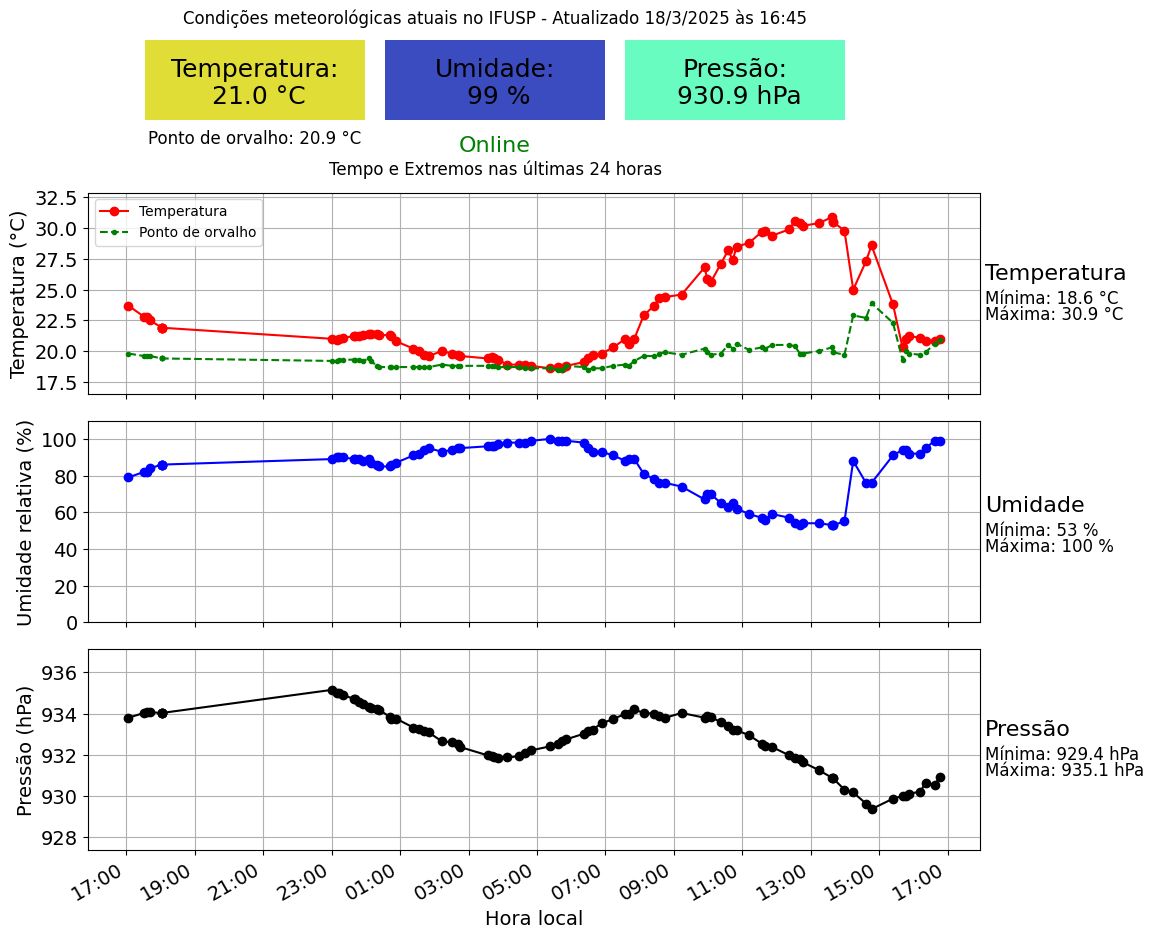 Condições meteorológicas atuais no IFUSP - Atualizado 18/3/2025 às 16:45
Temperatura:
21.0 °C
Umidade:
99 %
Pressão:
930.9 hPa
Ponto de orvalho: 20.9 °C
Online
Tempo e Extremos nas últimas 24 horas
Temperatura (°C)
32.5
30.0
27.5
25.0
22.5
20.0
17.5
Temperatura
Ponto de orvalho
Temperatura
Mínima: 18.6 °C
Máxima: 30.9 °C
Umidade relativa (%)
100
80
60
40
20
0
Umidade
Mínima: 53 %
Máxima: 100 %
Pressão (hPa)
936
934
932
930
928
Pressão
Mínima: 929.4 hPa
Máxima: 935.1 hPa
17:00
19:00
21:00
23:00
01:00
03:00
05:00
07:00
09:00
11:00
13:00
15:00
17:00
Hora local